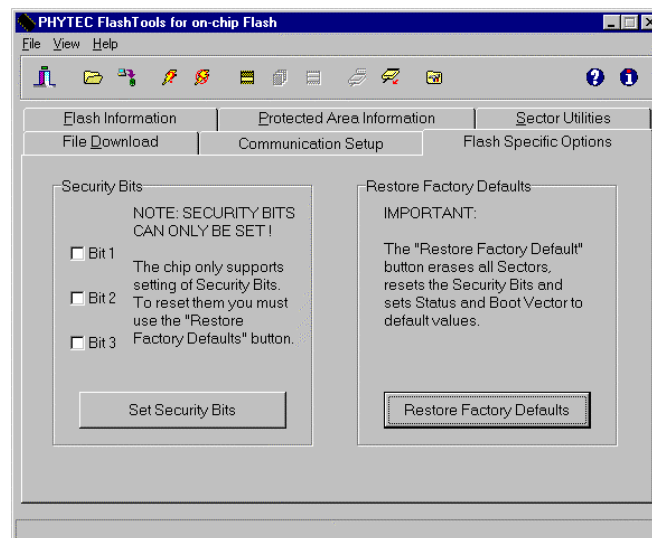 PHYTEC FlashTools for on-chip Flash
File View Help
Flash Information
Protected Area Information
Sector Utilities
File Download
Communication Setup
Flash Specific Options
Security Bits
NOTE: SECURITY BITS
CAN ONLY BE SET !
Bit 1
The chip only supports
setting of Security Bits.
Bit 2
To reset them you must
use the "Restore
Bit 3
Factory Defaults" button.
Set Security Bits
Restore Factory Defaults
IMPORTANT:
The "Restore Factory Default"
button erases all Sectors,
resets the Security Bits and
sets Status and Boot Vector to
default values.
Restore Factory Defaults